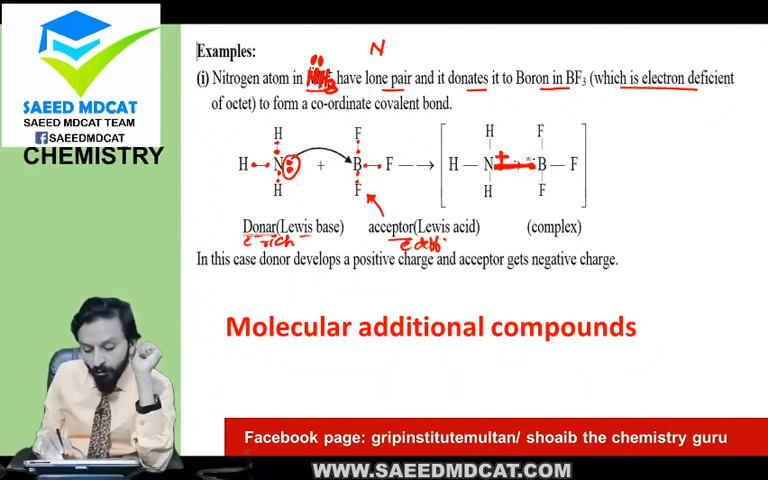 Examples:
N
(i) Nitrogen atom in NH3 have lone pair and it donates it to Boron in BF3 (which is electron deficient
of octet) to form a co-ordinate covalent bond.
H F H F
H N + B F H N + B F
H F H F
Donar(Lewis base) acceptor(Lewis acid) (complex)
rich deff.
In this case donor develops a positive charge and acceptor gets negative charge.
Molecular additional compounds
SAEED MDCAT
SAEED MDCAT TEAM
SAEEDMDCAT
CHEMISTRY
Facebook page: gripinstitutemultan/ shoaib the chemistry guru
WWW.SAEEDMDCAT.COM